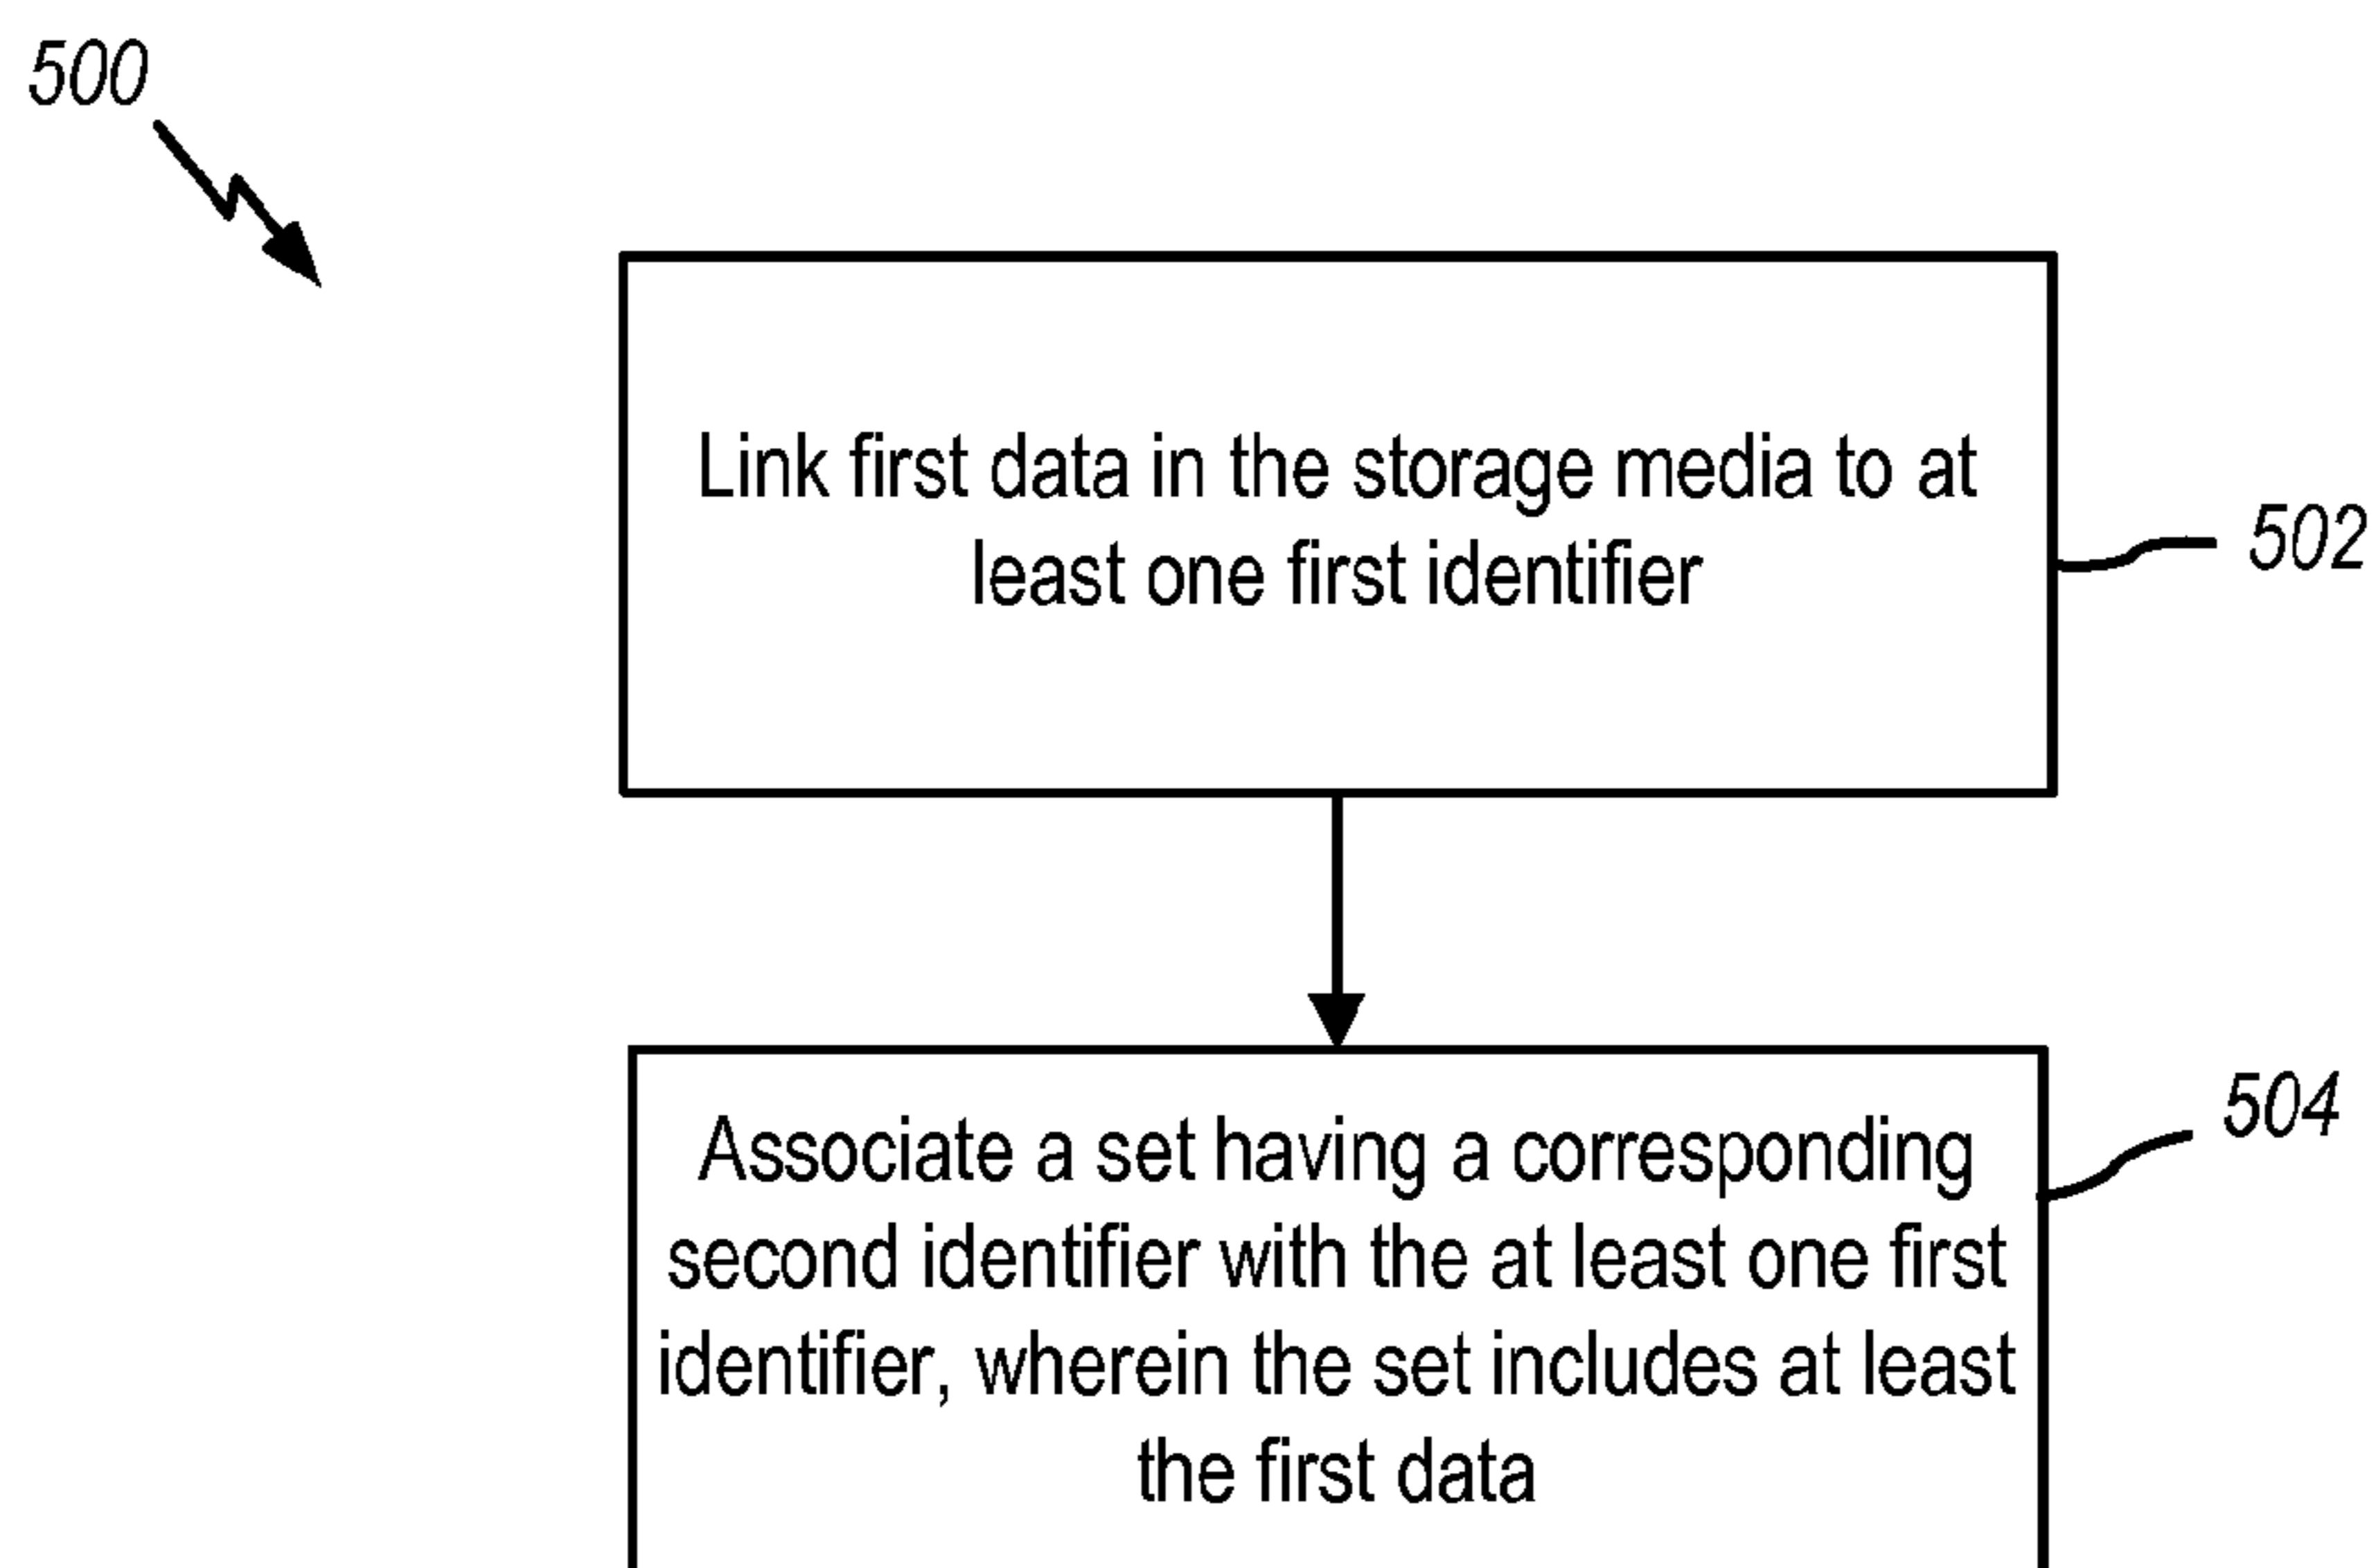 500
Link first data in the storage media to at
least one first identifier
502
Associate a set having a corresponding
second identifier with the at least one first
identifier, wherein the set includes at least
the first data
504